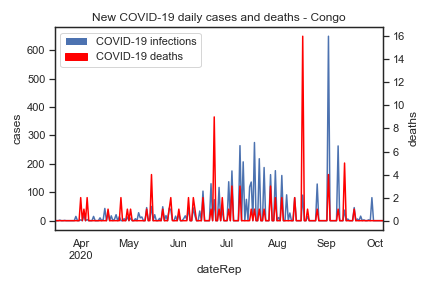 New COVID-19 daily cases and deaths - Congo
COVID-19 infections
COVID-19 deaths
cases
600
500
400
300
200
100
0
deaths
16
14
12
10
8
6
4
2
0
Apr
2020
May
Jun
Jul
Aug
Sep
Oct
dateRep